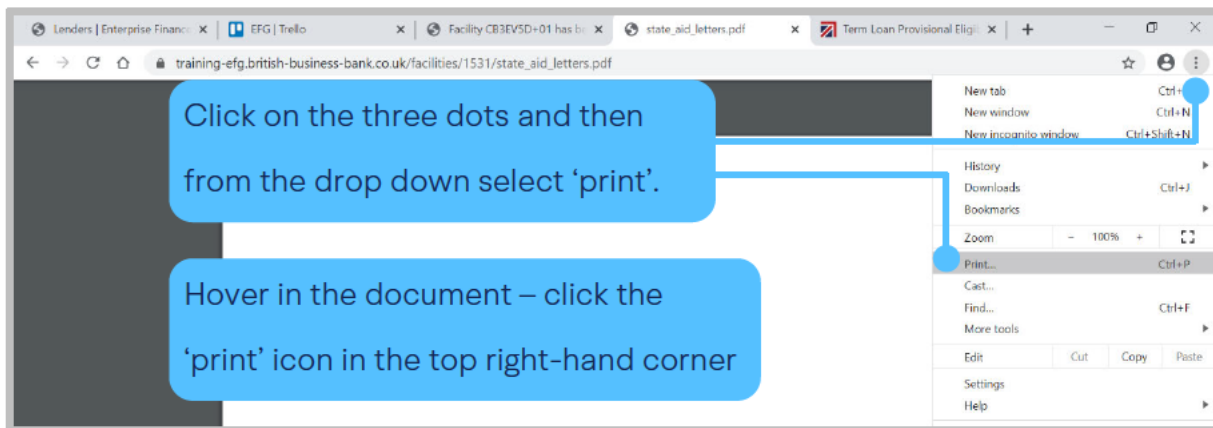 Lenders | Enterprise Financ
EFG | Trello
Facility CB3EV5D+01 has b
state_aid_letters.pdf
Term Loan Provisional Eligi
training-efg.british-business-bank.co.uk/facilities/1531/state_aid_letters.pdf
Click on the three dots and then
from the drop down select ‘print’.
Hover in the document – click the
‘print’ icon in the top right-hand corner
New tab Ctrl+
New window Ctrl+N
New incognito window Ctrl+Shift+N
History
Downloads Ctrl+J
Bookmarks
Zoom - 100% +
Print... Ctrl+P
Cast...
Find... Ctrl+F
More tools
Edit Cut Copy Paste
Settings
Help